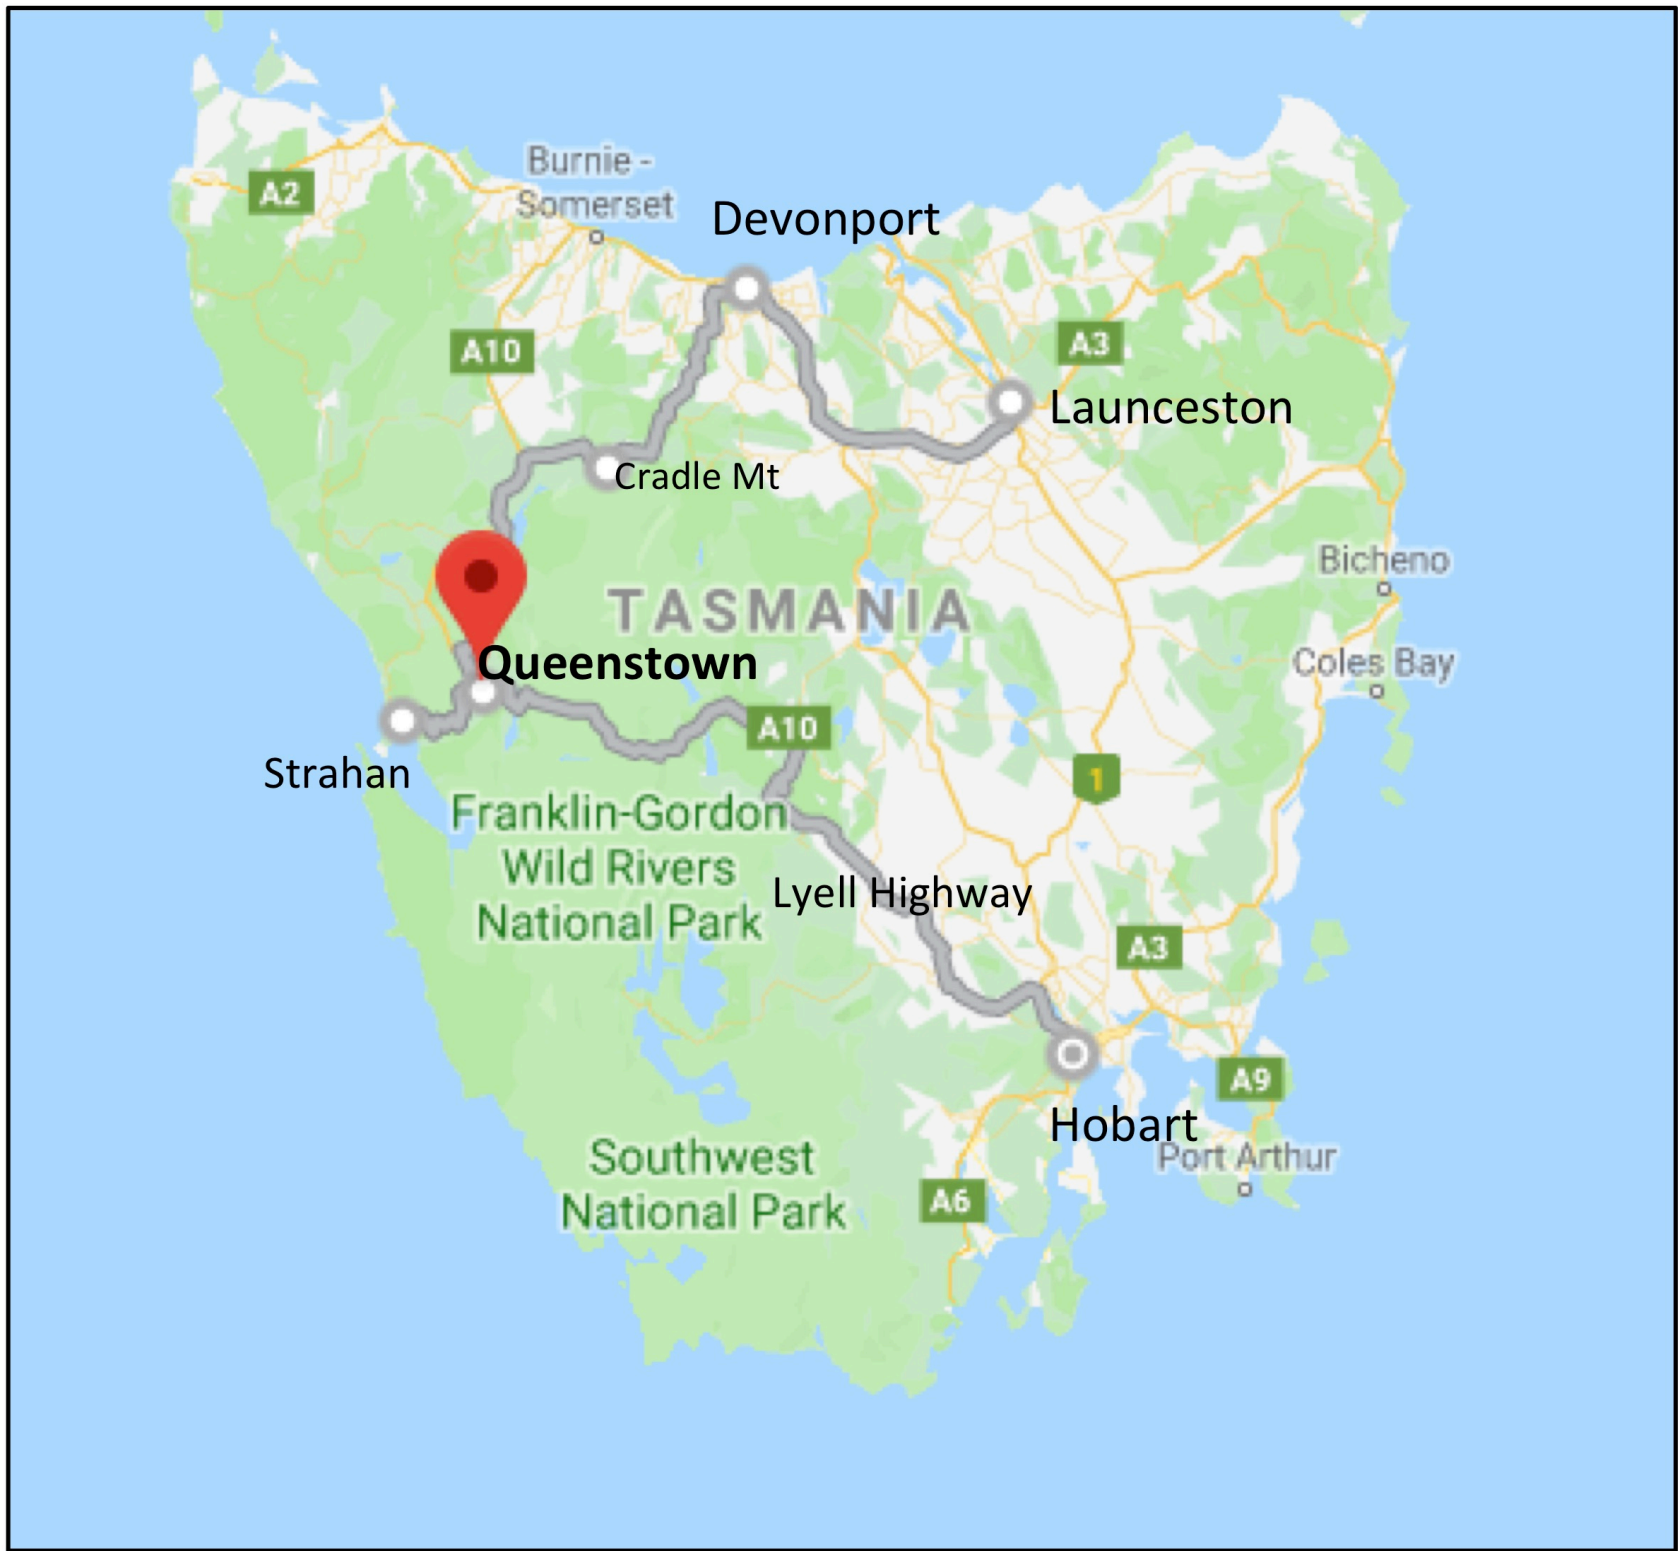 Burnie -
Somerset
A2
Devonport
A10
A3
Launceston
Cradle Mt
Bicheno
TASMANIA
Queenstown
Coles Bay
A10
Strahan
1
Franklin-Gordon
Wild Rivers
National Park
Lyell Highway
A3
A9
Hobart
Port Arthur
Southwest
National Park
A6